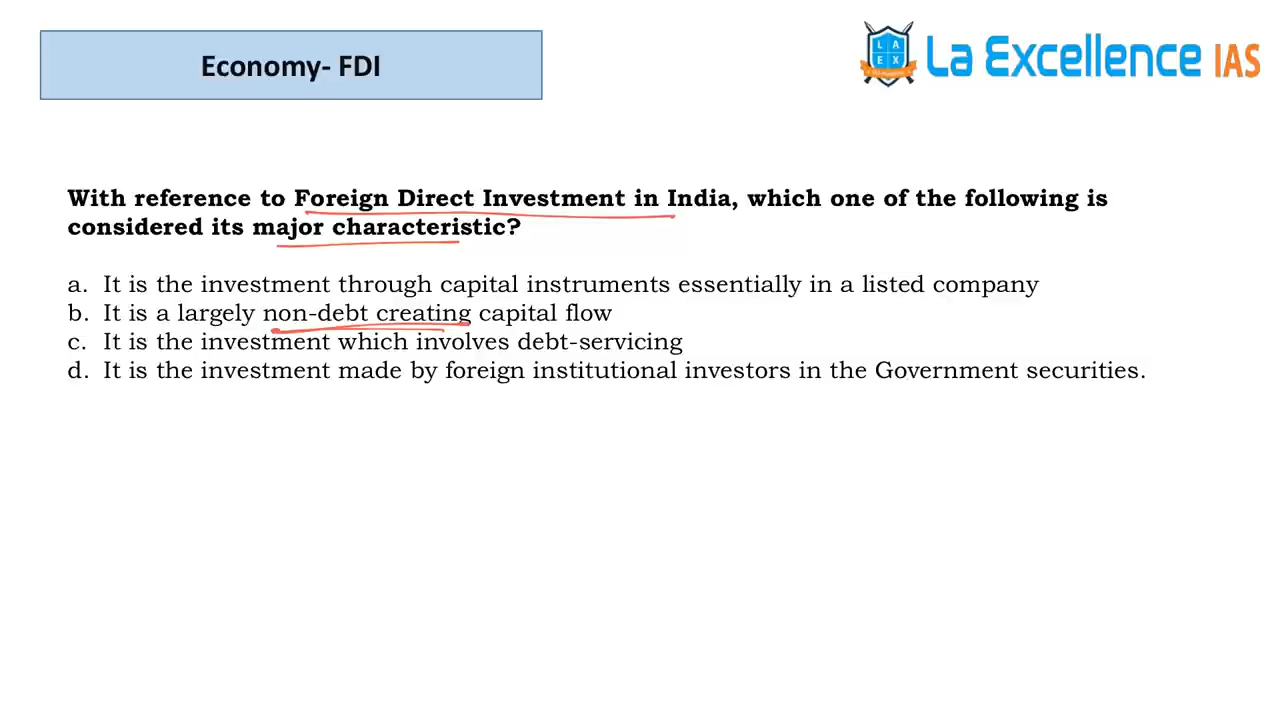 Economy- FDI
LA
EX
La Excellence IAS
With reference to Foreign Direct Investment in India, which one of the following is
considered its major characteristic?
a. It is the investment through capital instruments essentially in a listed company
b. It is a largely non-debt creating capital flow
c. It is the investment which involves debt-servicing
d. It is the investment made by foreign institutional investors in the Government securities.